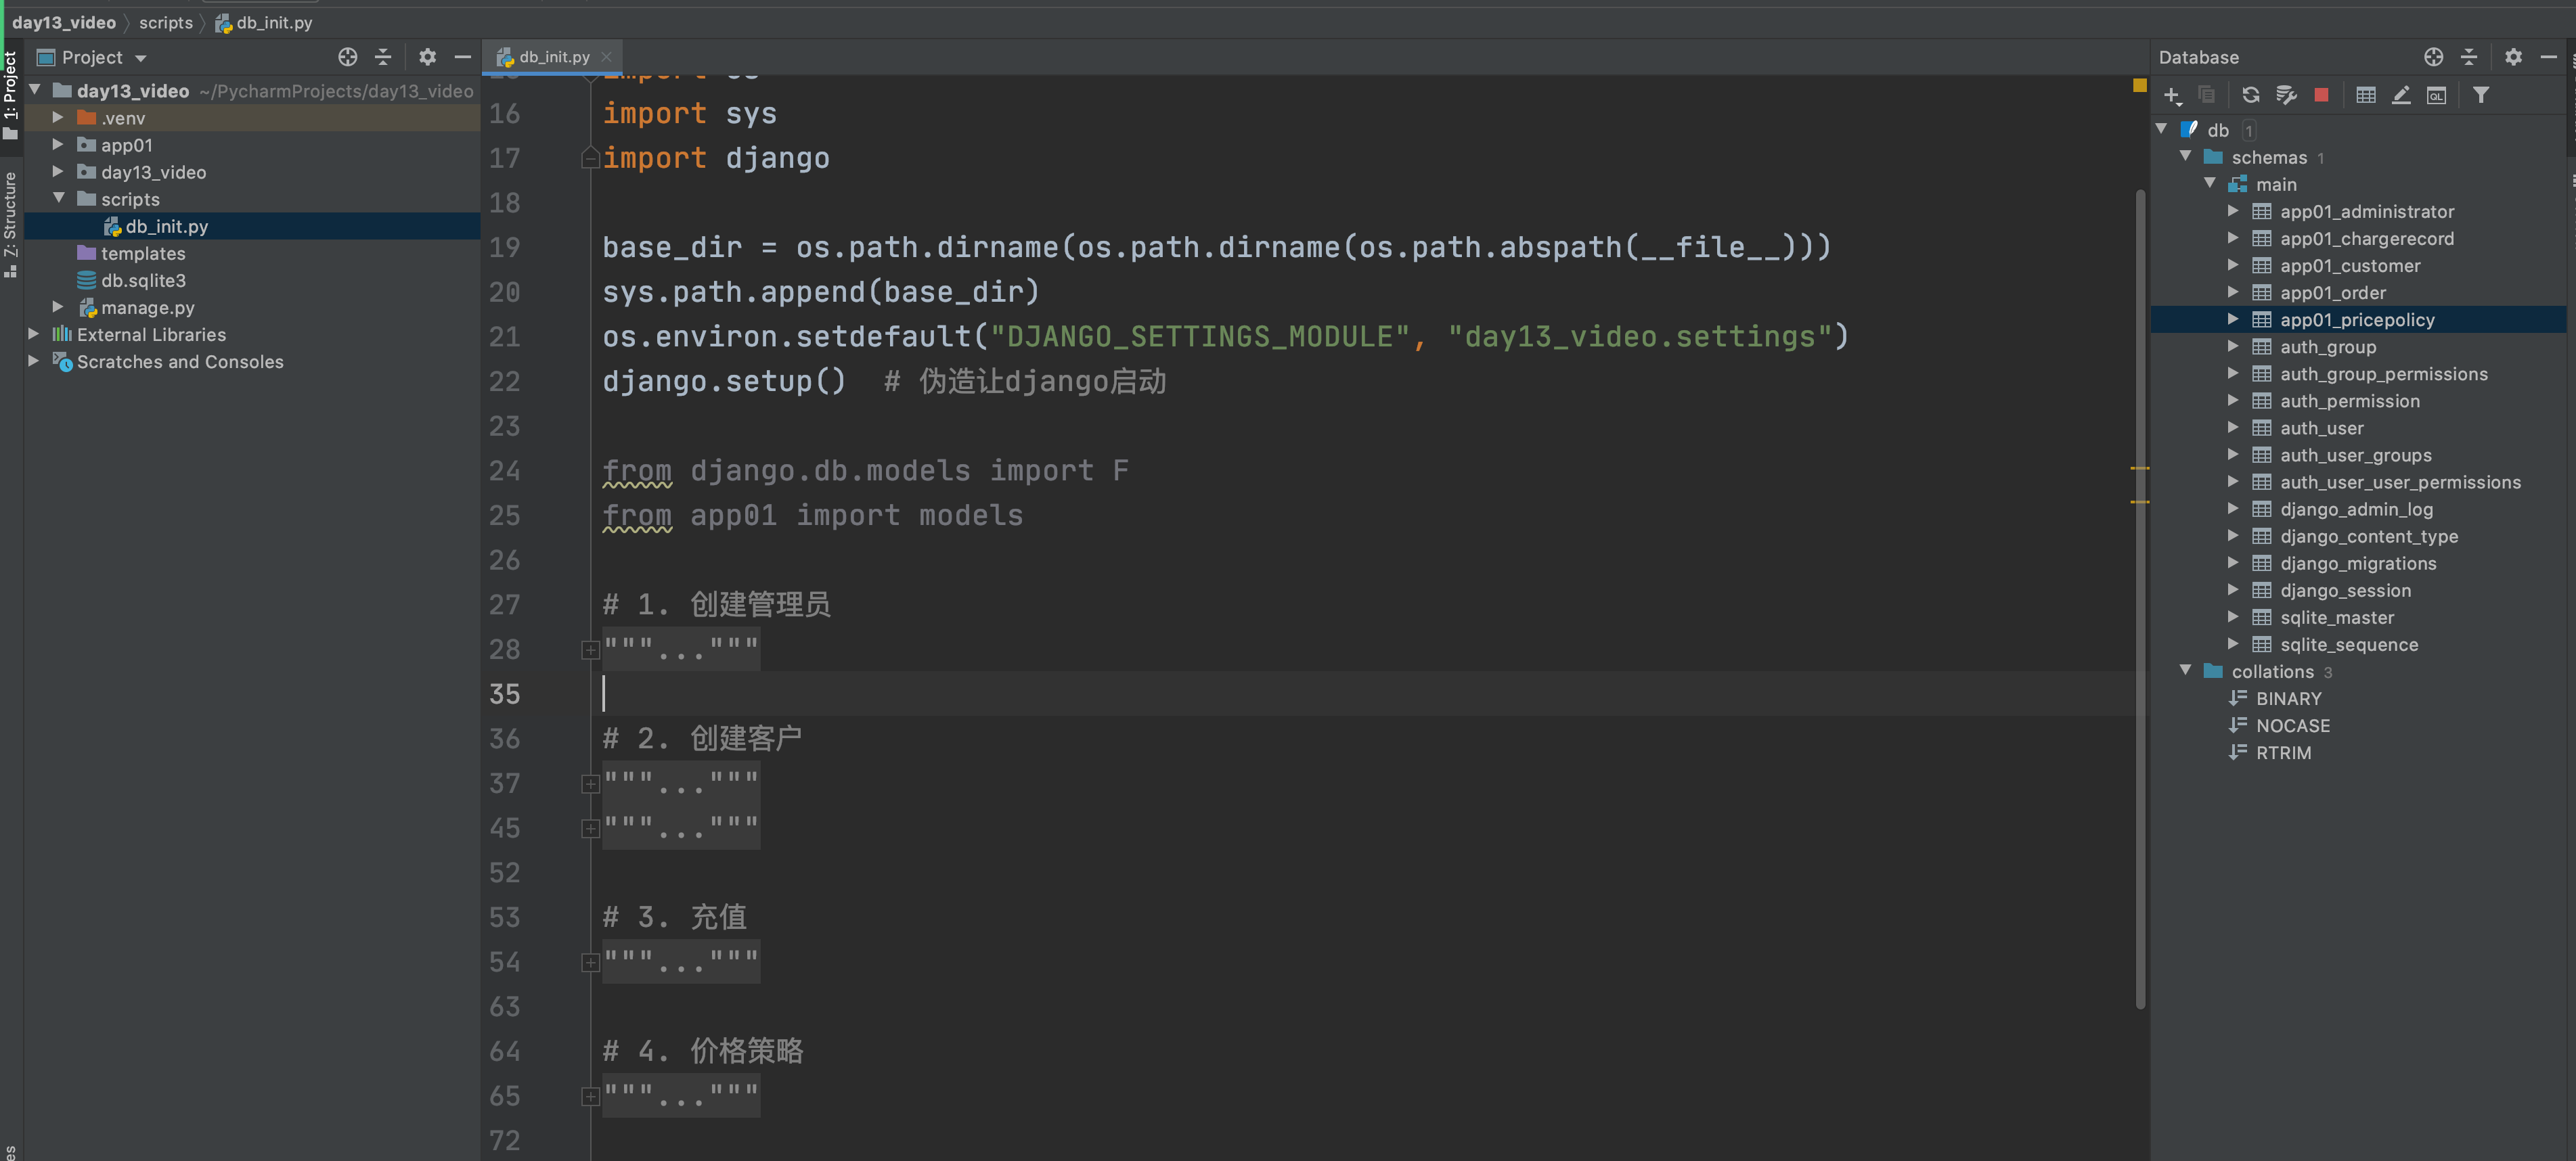 day13_video
scripts
db_init.py
1: Project
Z: Structure
Project
day13_video ~/PycharmProjects/day13_video
.venv
app01
day13_video
scripts
db_init.py
templates
db.sqlite3
manage.py
External Libraries
Scratches and Consoles
db_init.py
16 import sys
17 import django
18
19 base_dir = os.path.dirname(os.path.dirname(os.path.abspath(__file__)))
20 sys.path.append(base_dir)
21 os.environ.setdefault("DJANGO_SETTINGS_MODULE", "day13_video.settings")
22 django.setup()  # 伪造让django启动
23
24 from django.db.models import F
25 from app01 import models
26
27 # 1. 创建管理员
28 """..."""
35
36 # 2. 创建客户
37 """..."""
45 """..."""
52
53 # 3. 充值
54 """..."""
63
64 # 4. 价格策略
65 """..."""
72
Database
QL
db 1
schemas 1
main
app01_administrator
app01_chargerecord
app01_customer
app01_order
app01_pricepolicy
auth_group
auth_group_permissions
auth_permission
auth_user
auth_user_groups
auth_user_user_permissions
django_admin_log
django_content_type
django_migrations
django_session
sqlite_master
sqlite_sequence
collations 3
BINARY
NOCASE
RTRIM